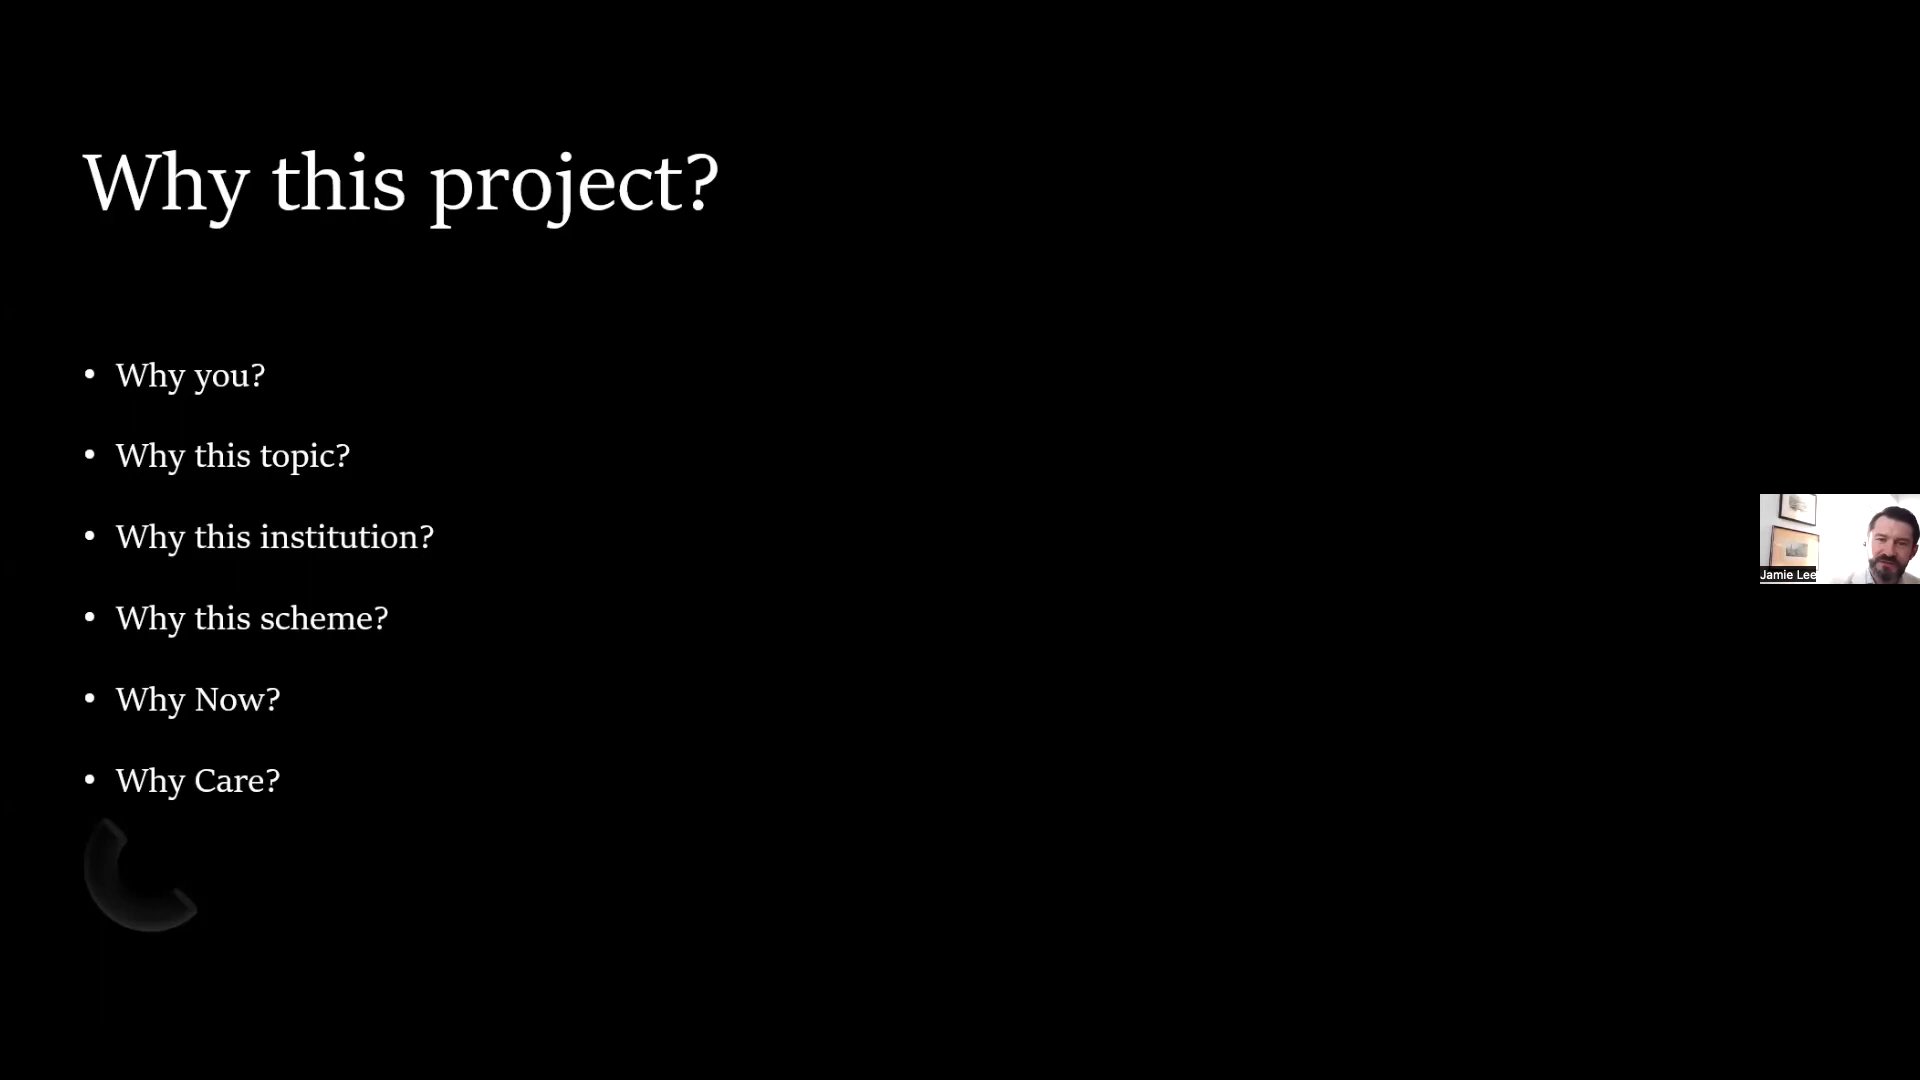 Why this project?
• Why you?
• Why this topic?
• Why this institution?
• Why this scheme?
• Why Now?
• Why Care?
Jamie Lee